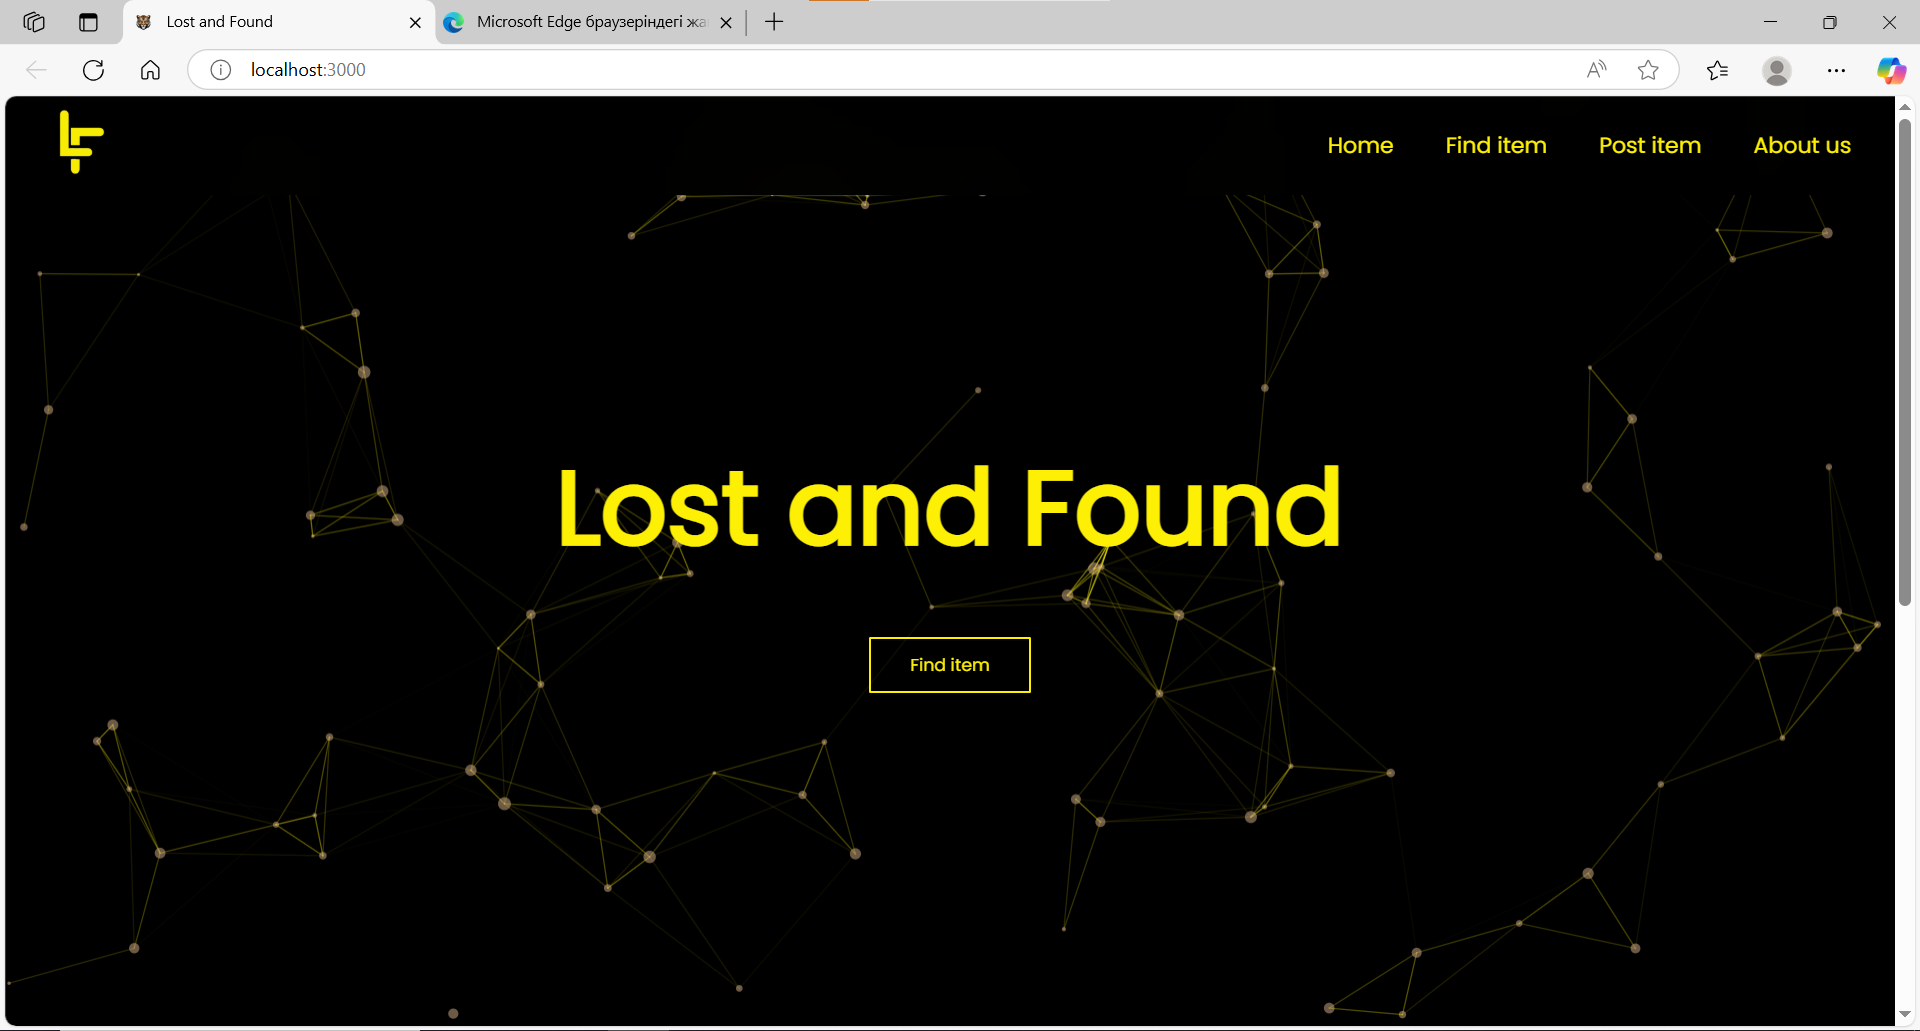 Lost and Found
Microsoft Edge браузеріндегі жа
localhost:3000
LF
Home
Find item
Post item
About us
Lost and Found
Find item